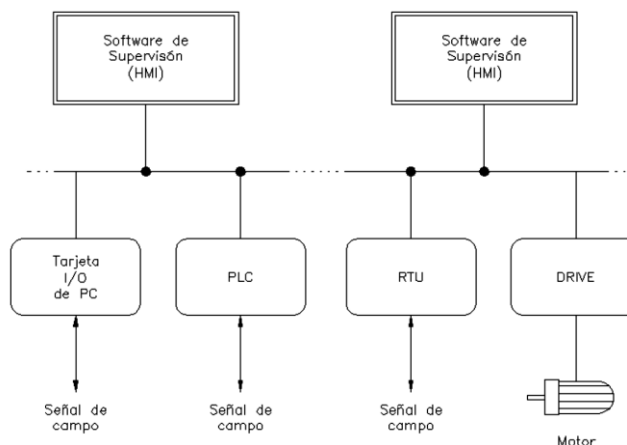 Software de
Supervisón
(HMI)
Software de
Supervisón
(HMI)
Tarjeta
I/O
de PC
PLC
RTU
DRIVE
Señal de
campo
Señal de
campo
Señal de
campo
Motor